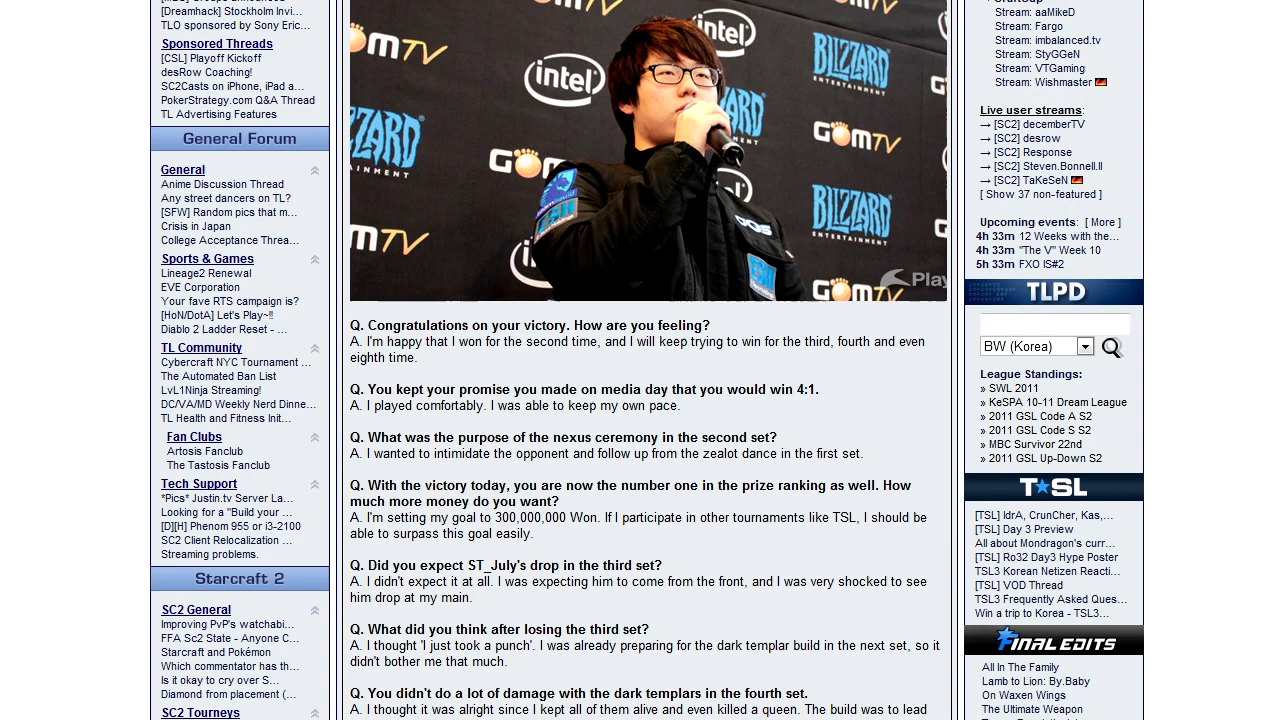 [Dreamhack] Stockholm Invi...
TLO sponsored by Sony Eric...
Sponsored Threads
[CSL] Playoff Kickoff
desRow Coaching!
SC2Casts on iPhone, iPad a...
PokerStrategy.com Q&A Thread
TL Advertising Features
General Forum
General
Anime Discussion Thread
Any street dancers on TL?
[SFW] Random pics that m...
Crisis in Japan
College Acceptance Threa...
Sports & Games
Lineage2 Renewal
EVE Corporation
Your fave RTS campaign is?
[HoN/DotA] Let's Play~!!
Diablo 2 Ladder Reset - ...
TL Community
Cybercraft NYC Tournament ...
The Automated Ban List
LvL1Ninja Streaming!
DC/VA/MD Weekly Nerd Dinne...
TL Health and Fitness Init...
Fan Clubs
Artosis Fanclub
The Tastosis Fanclub
Tech Support
*Pics* Justin.tv Server La...
Looking for a "Build your ...
[D][H] Phenom 955 or i3-2100
SC2 Client Relocalization ...
Streaming problems.
Starcraft 2
SC2 General
Improving PvP's watchabi...
FFA Sc2 State - Anyone C...
Starcraft and Pokémon
Which commentator has th...
Is it okay to cry over S...
Diamond from placement (...
SC2 Tourneys
GOMTV
intel
intel
BLIZZARD
ENTERTAINMENT
BLIZZARD
GOMTV
GOMTV
BLIZZARD
ENTERTAINMENT
GOMTV
GOMTV
Play
Q. Congratulations on your victory. How are you feeling?
A. I'm happy that I won for the second time, and I will keep trying to win for the third, fourth and even
eighth time.
Q. You kept your promise you made on media day that you would win 4:1.
A. I played comfortably. I was able to keep my own pace.
Q. What was the purpose of the nexus ceremony in the second set?
A. I wanted to intimidate the opponent and follow up from the zealot dance in the first set.
Q. With the victory today, you are now the number one in the prize ranking as well. How
much more money do you want?
A. I'm setting my goal to 300,000,000 Won. If I participate in other tournaments like TSL, I should be
able to surpass this goal easily.
Q. Did you expect ST_July's drop in the third set?
A. I didn't expect it at all. I was expecting him to come from the front, and I was very shocked to see
him drop at my main.
Q. What did you think after losing the third set?
A. I thought 'I just took a punch'. I was already preparing for the dark templar build in the next set, so it
didn't bother me that much.
Q. You didn't do a lot of damage with the dark templars in the fourth set.
A. I thought it was alright since I kept all of them alive and even killed a queen. The build was to lead
Stream: aaMikeD
Stream: Fargo
Stream: imbalanced.tv
Stream: StyGGeN
Stream: VTGaming
Stream: Wishmaster
Live user streams:
→ [SC2] decemberTV
→ [SC2] desrow
→ [SC2] Response
→ [SC2] Steven.Bonnell.II
→ [SC2] TaKeSeN
[ Show 37 non-featured ]
Upcoming events: [ More ]
4h 33m 12 Weeks with the...
4h 33m "The V" Week 10
5h 33m FXO IS#2
TLPD
BW (Korea)
League Standings:
» SWL 2011
» KeSPA 10-11 Dream League
» 2011 GSL Code A S2
» 2011 GSL Code S S2
» MBC Survivor 22nd
» 2011 GSL Up-Down S2
TSL
[TSL] IdrA, CrunCher, Kas,...
[TSL] Day 3 Preview
All about Mondragon's curr...
[TSL] Ro32 Day3 Hype Poster
TSL3 Korean Netizen Reacti...
[TSL] VOD Thread
TSL3 Frequently Asked Ques...
Win a trip to Korea - TSL3...
FINAL EDITS
All In The Family
Lamb to Lion: By.Baby
On Waxen Wings
The Ultimate Weapon